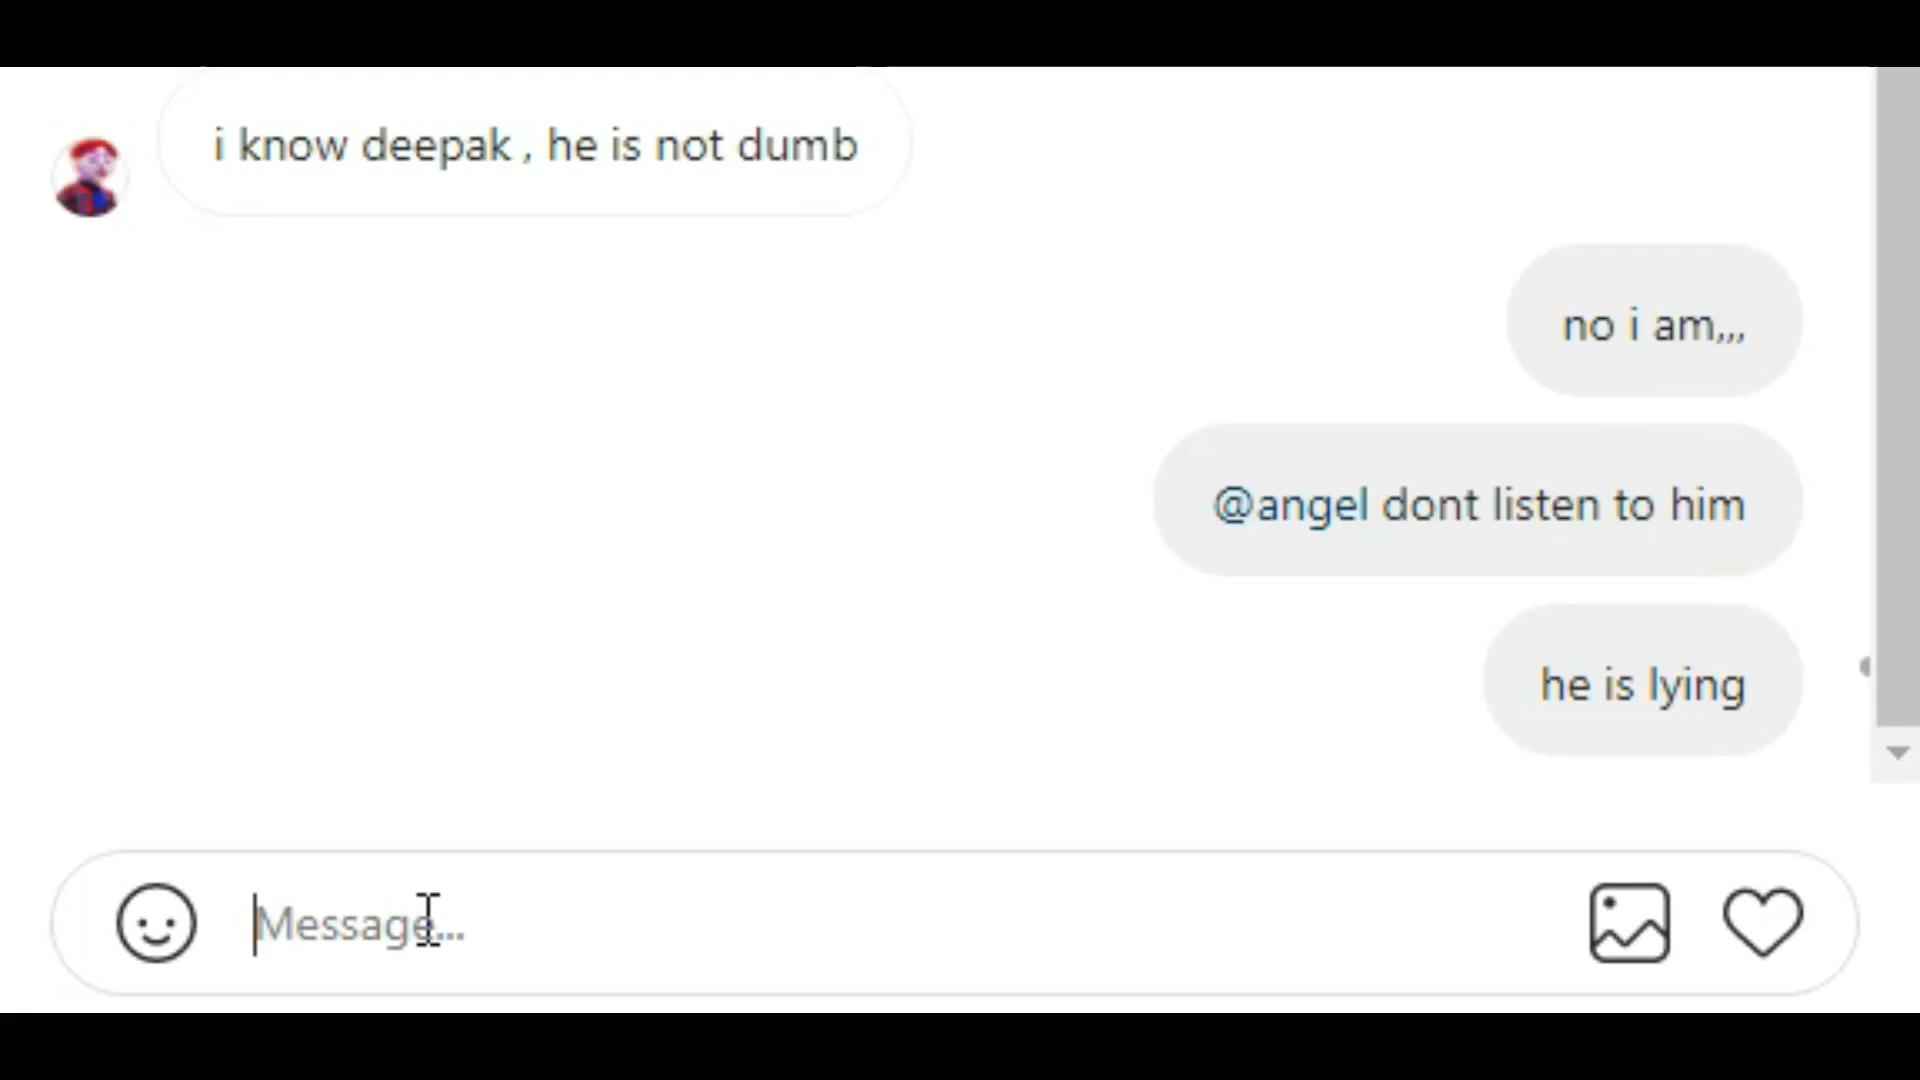 i know deepak , he is not dumb
no i am,,,
@angel dont listen to him
he is lying
Message...